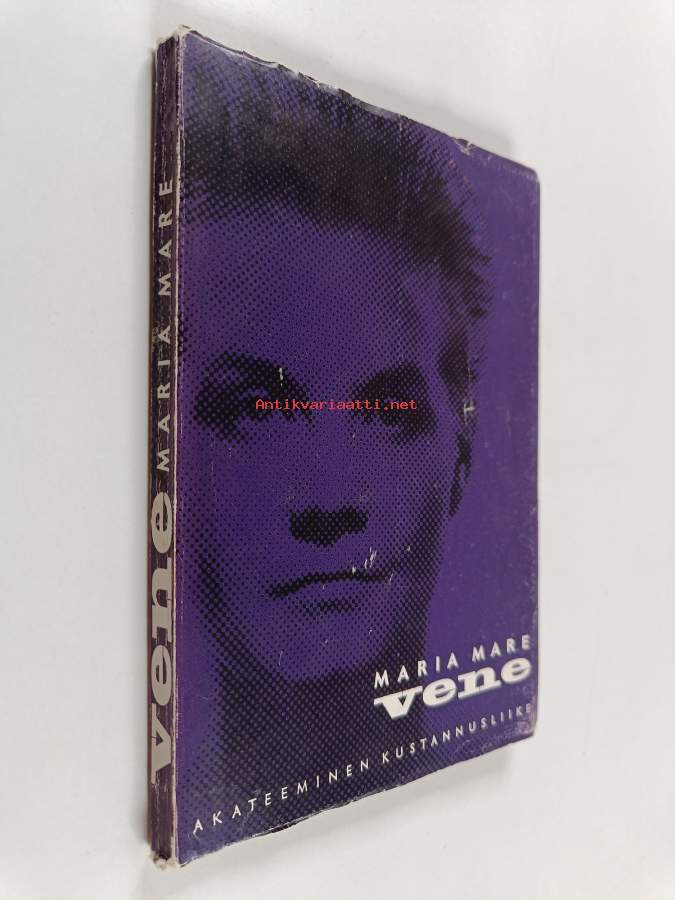 vene MARIA MARE
Antikvariaatti.net
MARIA MARE
vene
AKATEEMINEN KUSTANNUSLIIKE